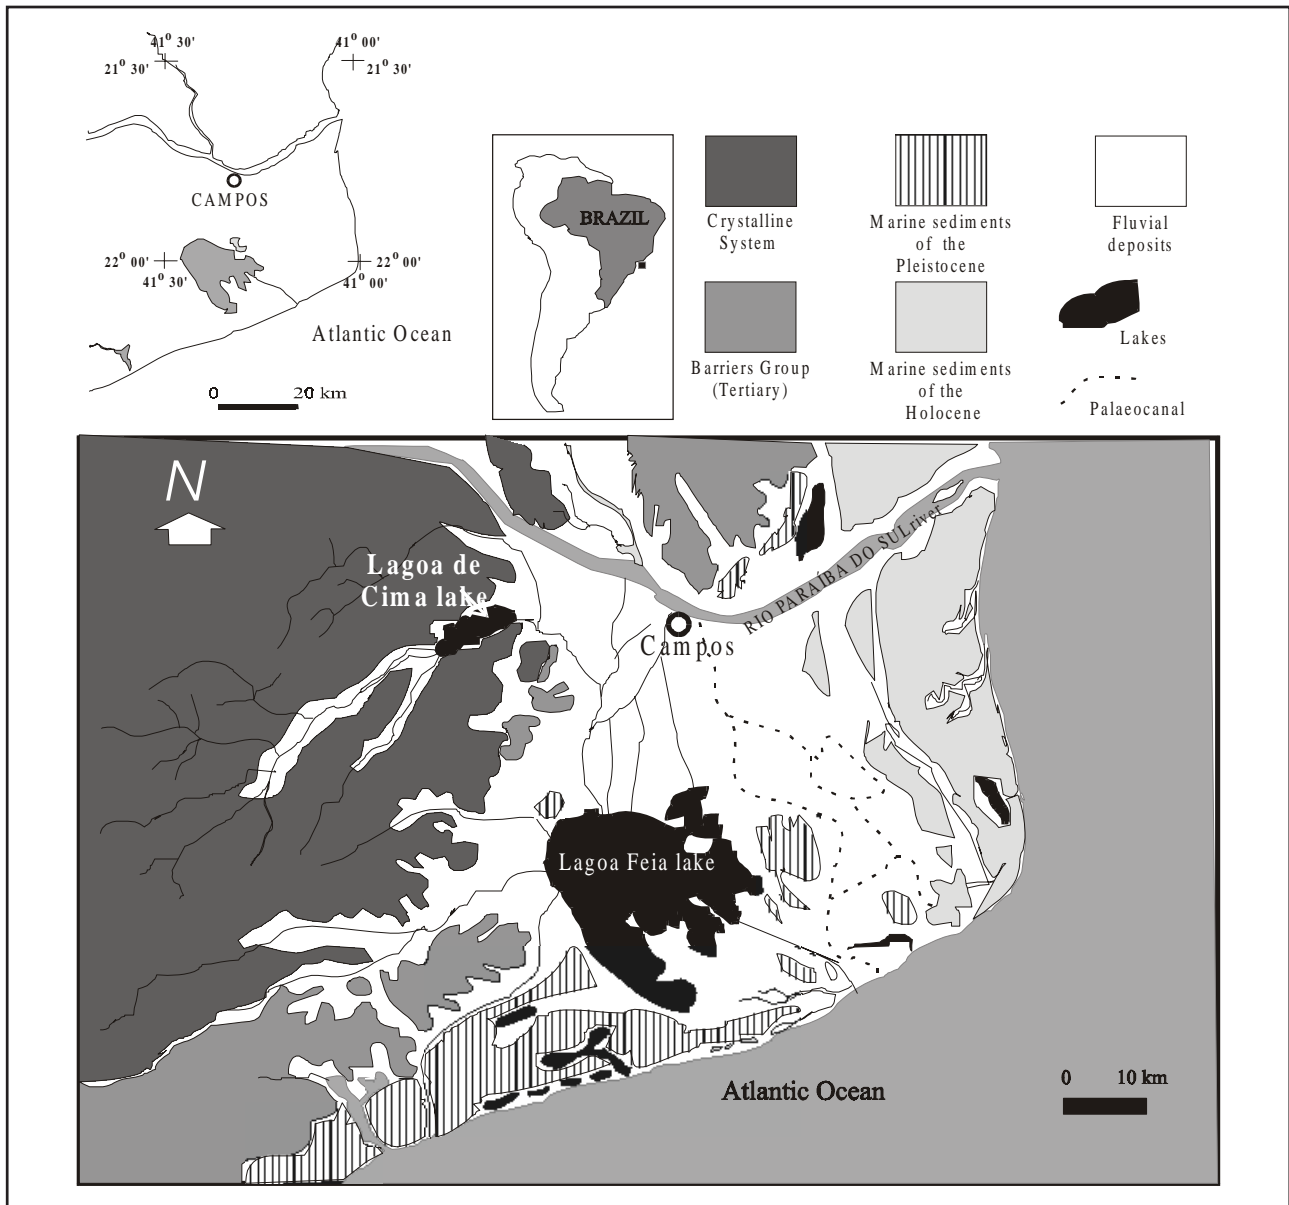 41° 30'
41° 00'
21° 30'
21° 30'
CAMPOS
22° 00'
41° 30'
22° 00'
41° 00'
Atlantic Ocean
0 20 km
BRAZIL
Crystalline
System
Marine sediments
of the
Pleistocene
Fluvial
deposits
Barriers Group
(Tertiary)
Marine sediments
of the
Holocene
Lakes
Palaeocanal
N
Lagoa de
Cima lake
RIO PARAÍBA DO SUL river
Campos
Lagoa Feia lake
Atlantic Ocean
0 10 km